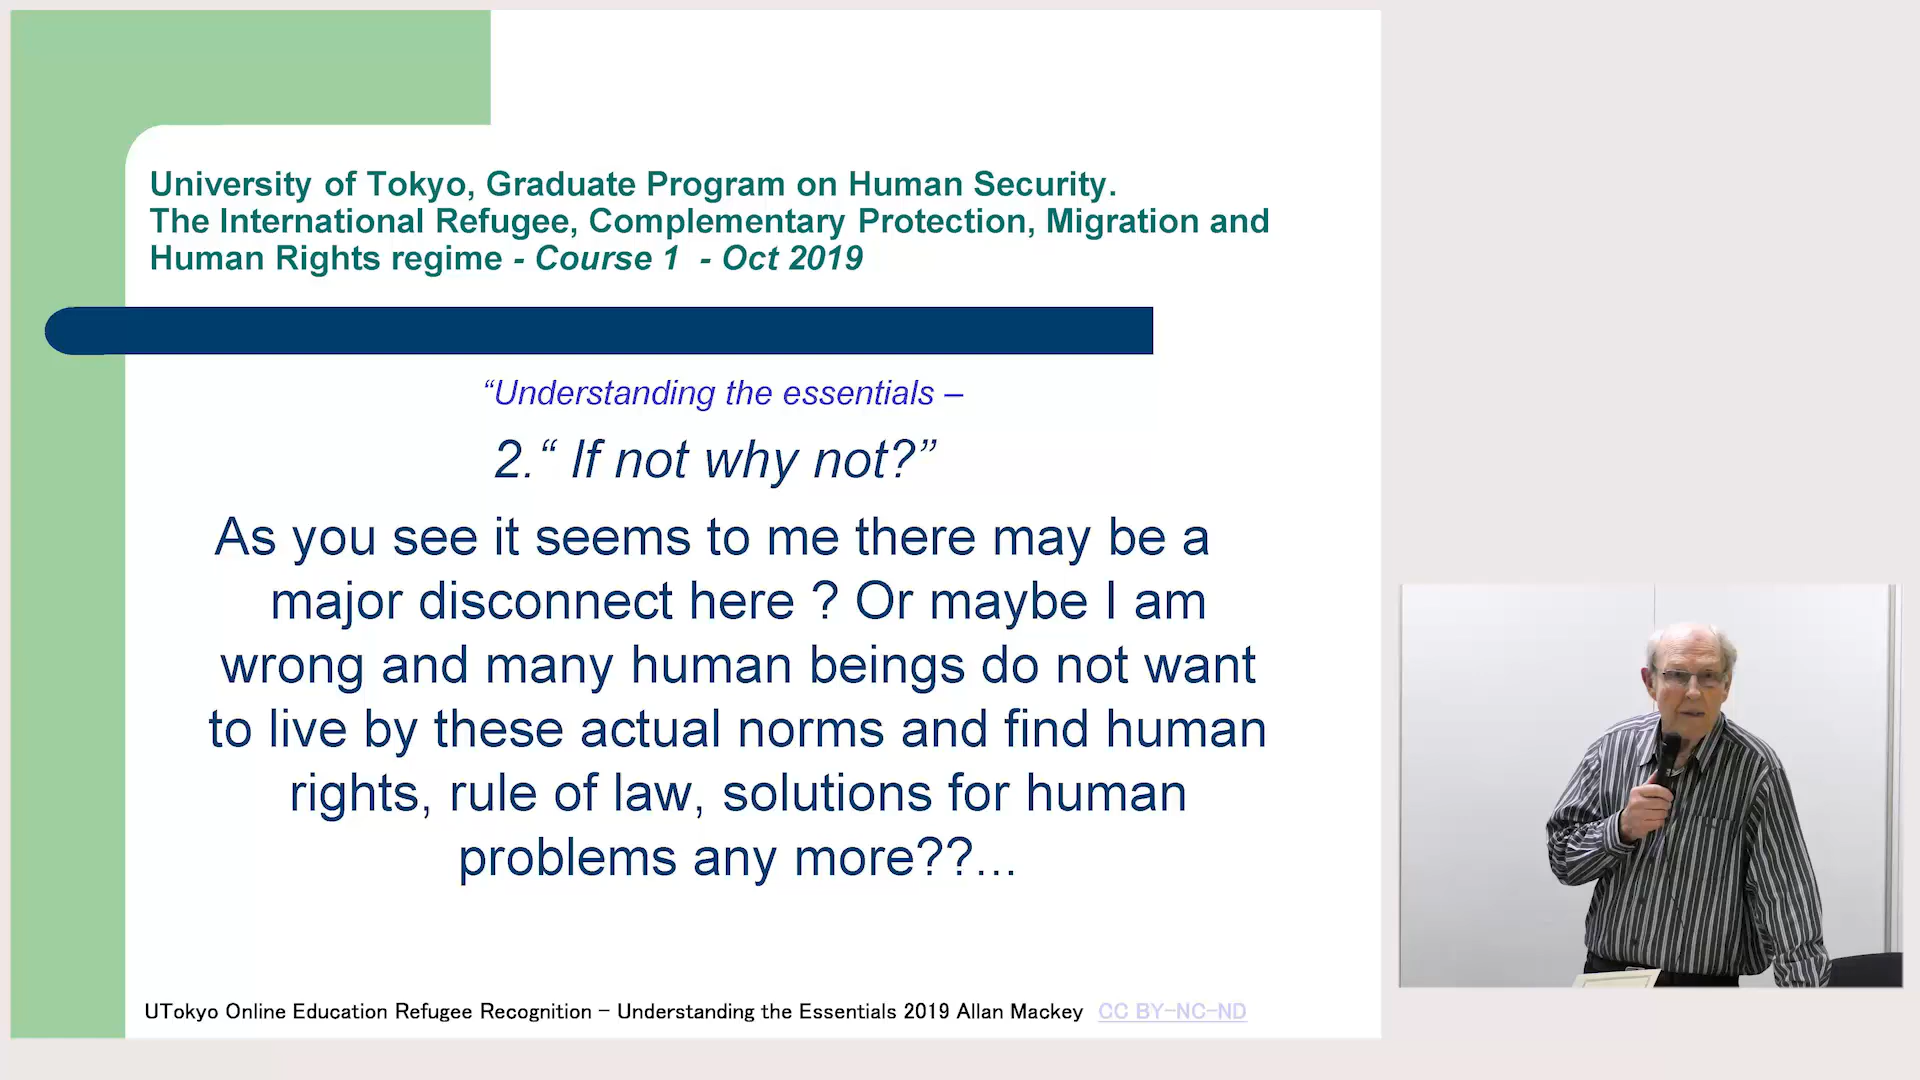 University of Tokyo, Graduate Program on Human Security.
The International Refugee, Complementary Protection, Migration and
Human Rights regime - Course 1  - Oct 2019
“Understanding the essentials –
2.“ If not why not?”
As you see it seems to me there may be a
major disconnect here ? Or maybe I am
wrong and many human beings do not want
to live by these actual norms and find human
rights, rule of law, solutions for human
problems any more??...
UTokyo Online Education Refugee Recognition – Understanding the Essentials 2019 Allan Mackey  CC BY-NC-ND